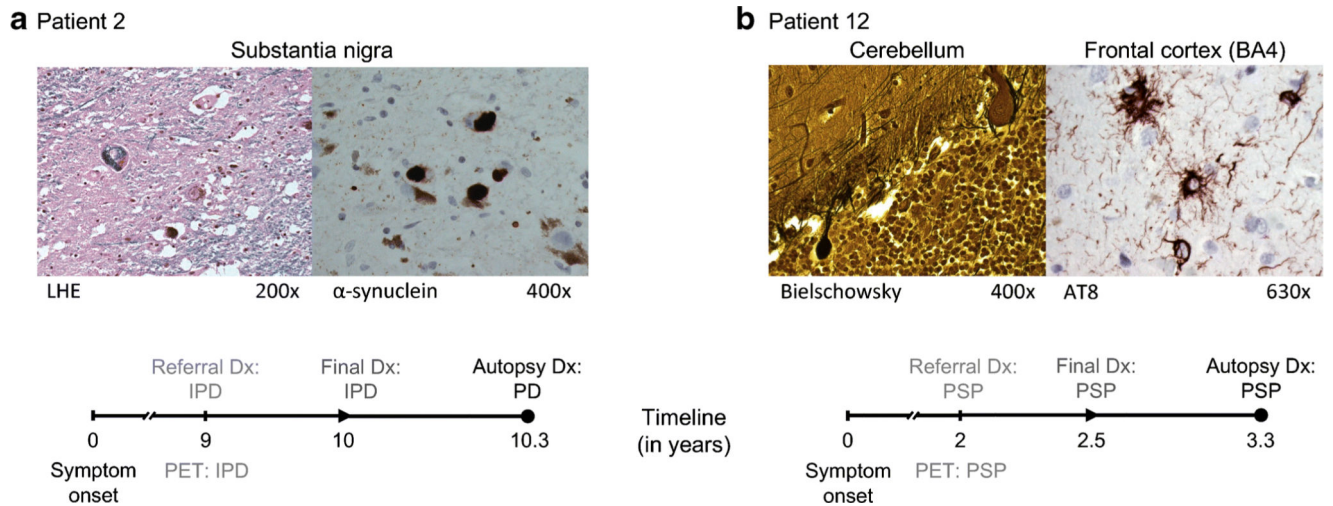 a Patient 2
Substantia nigra
LHE 200x
α-synuclein 400x
Referral Dx:
IPD
Final Dx:
IPD
Autopsy Dx:
PD
0
9
10
10.3
Symptom
onset
PET: IPD
Timeline
(in years)
b Patient 12
Cerebellum
Frontal cortex (BA4)
Bielschowsky 400x
AT8 630x
Referral Dx:
PSP
Final Dx:
PSP
Autopsy Dx:
PSP
0
2
2.5
3.3
Symptom
onset
PET: PSP